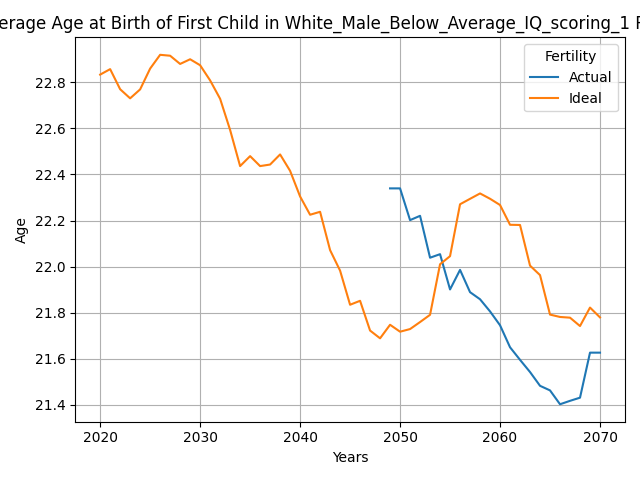 erage Age at Birth of First Child in White_Male_Below_Average_IQ_scoring_1
Fertility
Actual
Ideal
22.8
22.6
22.4
22.2
22.0
21.8
21.6
21.4
Age
2020 2030 2040 2050 2060 2070
Years